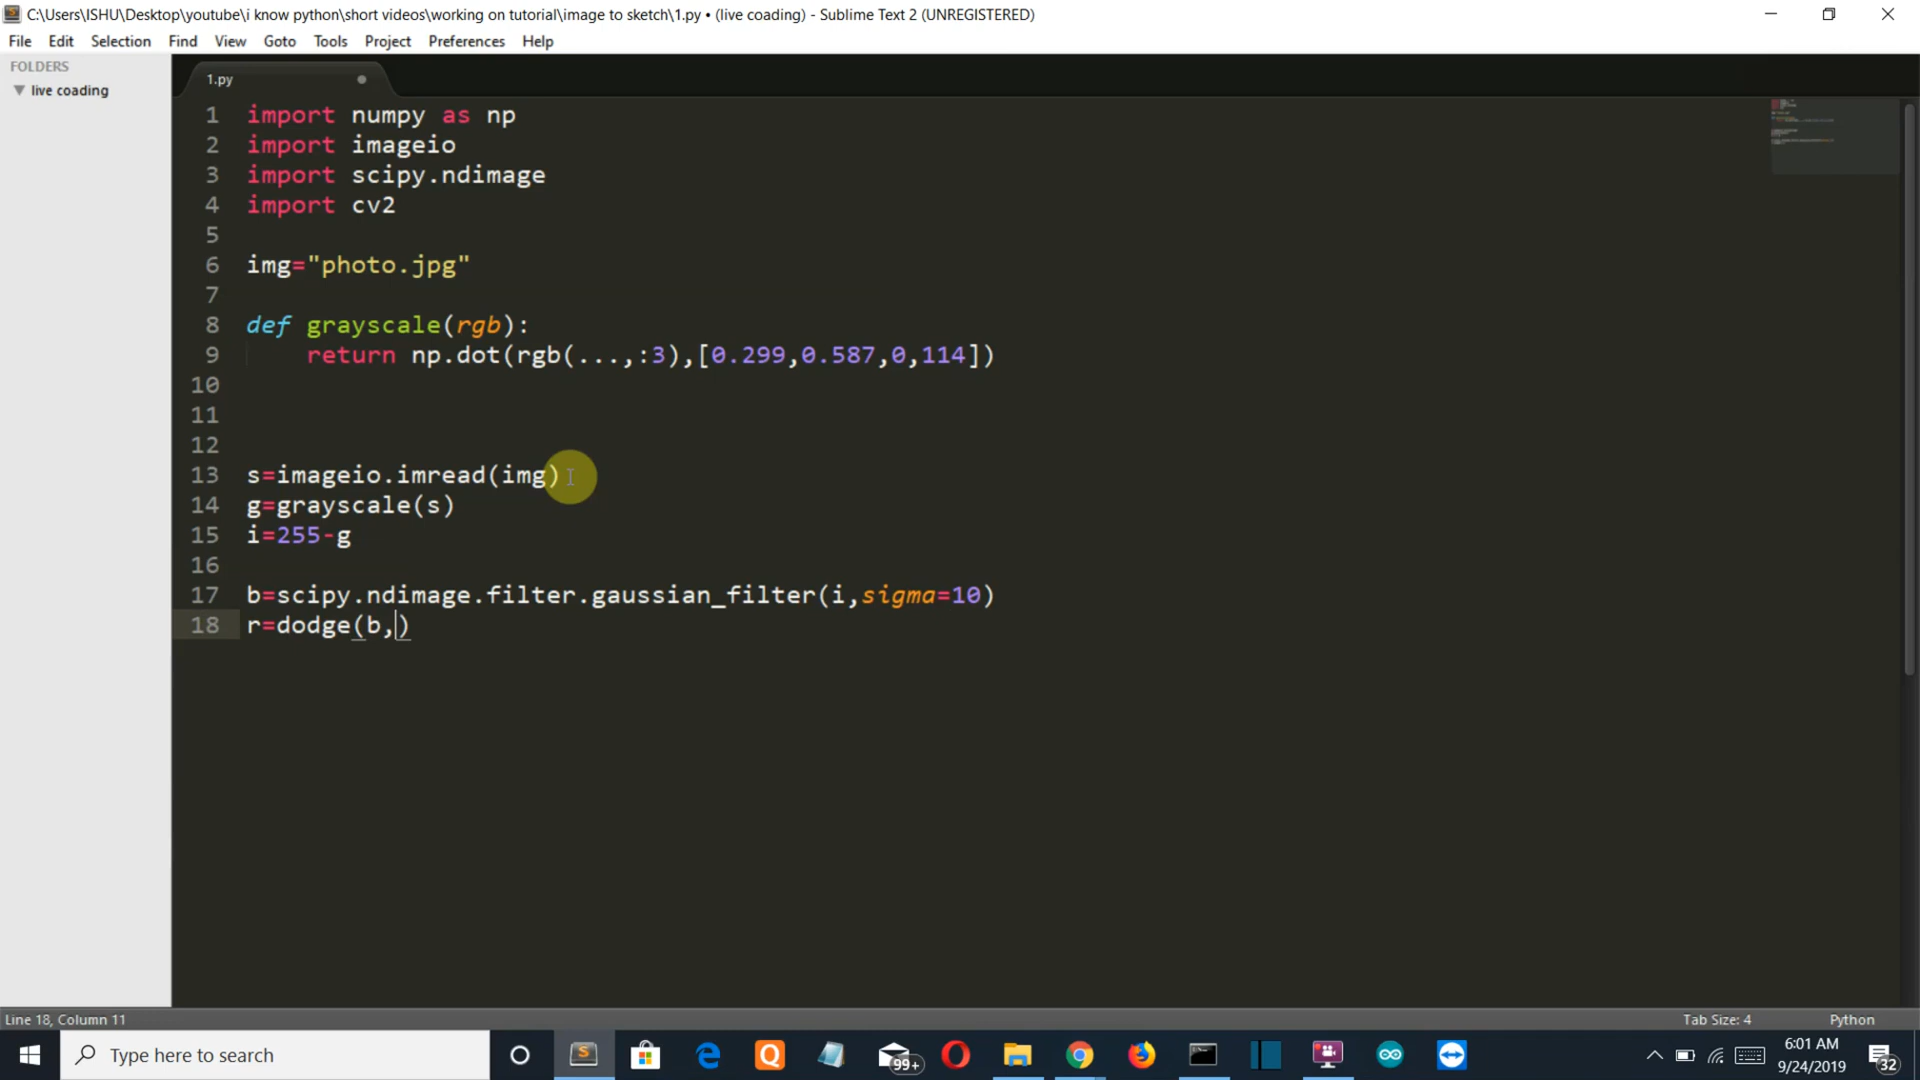 C:\Users\ISHU\Desktop\youtube\i know python\short videos\working on tutorial\image to sketch\1.py • (live coading) - Sublime Text 2 (UNREGISTERED)
File Edit Selection Find View Goto Tools Project Preferences Help
FOLDERS
live coading
1.py
1 import numpy as np
2 import imageio
3 import scipy.ndimage
4 import cv2
5
6 img="photo.jpg"
7
8 def grayscale(rgb):
9 return np.dot(rgb(...,:3),[0.299,0.587,0,114])
10
11
12
13 s=imageio.imread(img)
14 g=grayscale(s)
15 i=255-g
16
17 b=scipy.ndimage.filter.gaussian_filter(i,sigma=10)
18 r=dodge(b,)
Line 18, Column 11 Tab Size: 4 Python
Type here to search
99+
6:01 AM
9/24/2019
32